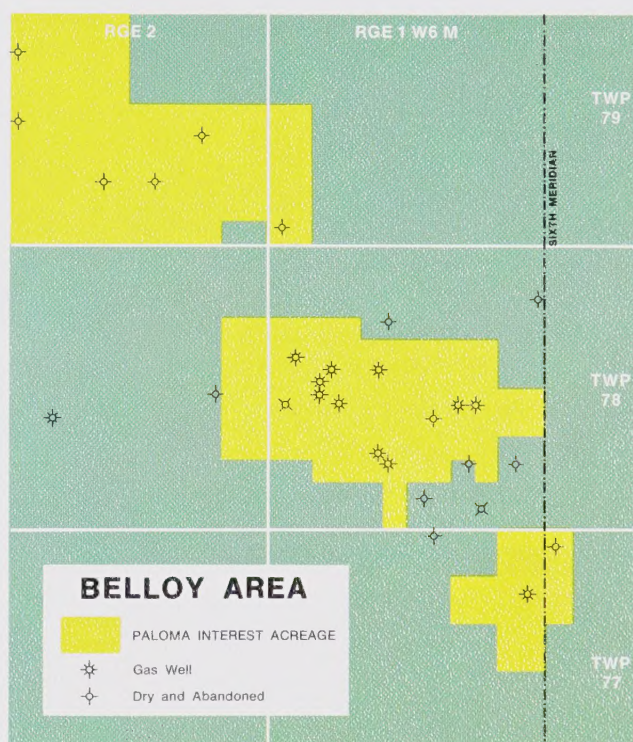 RGE 2
RGE 1 W6 M
TWP
79
SIXTH MERIDIAN
TWP
78
BELLOY AREA
PALOMA INTEREST ACREAGE
Gas Well
Dry and Abandoned
TWP
77